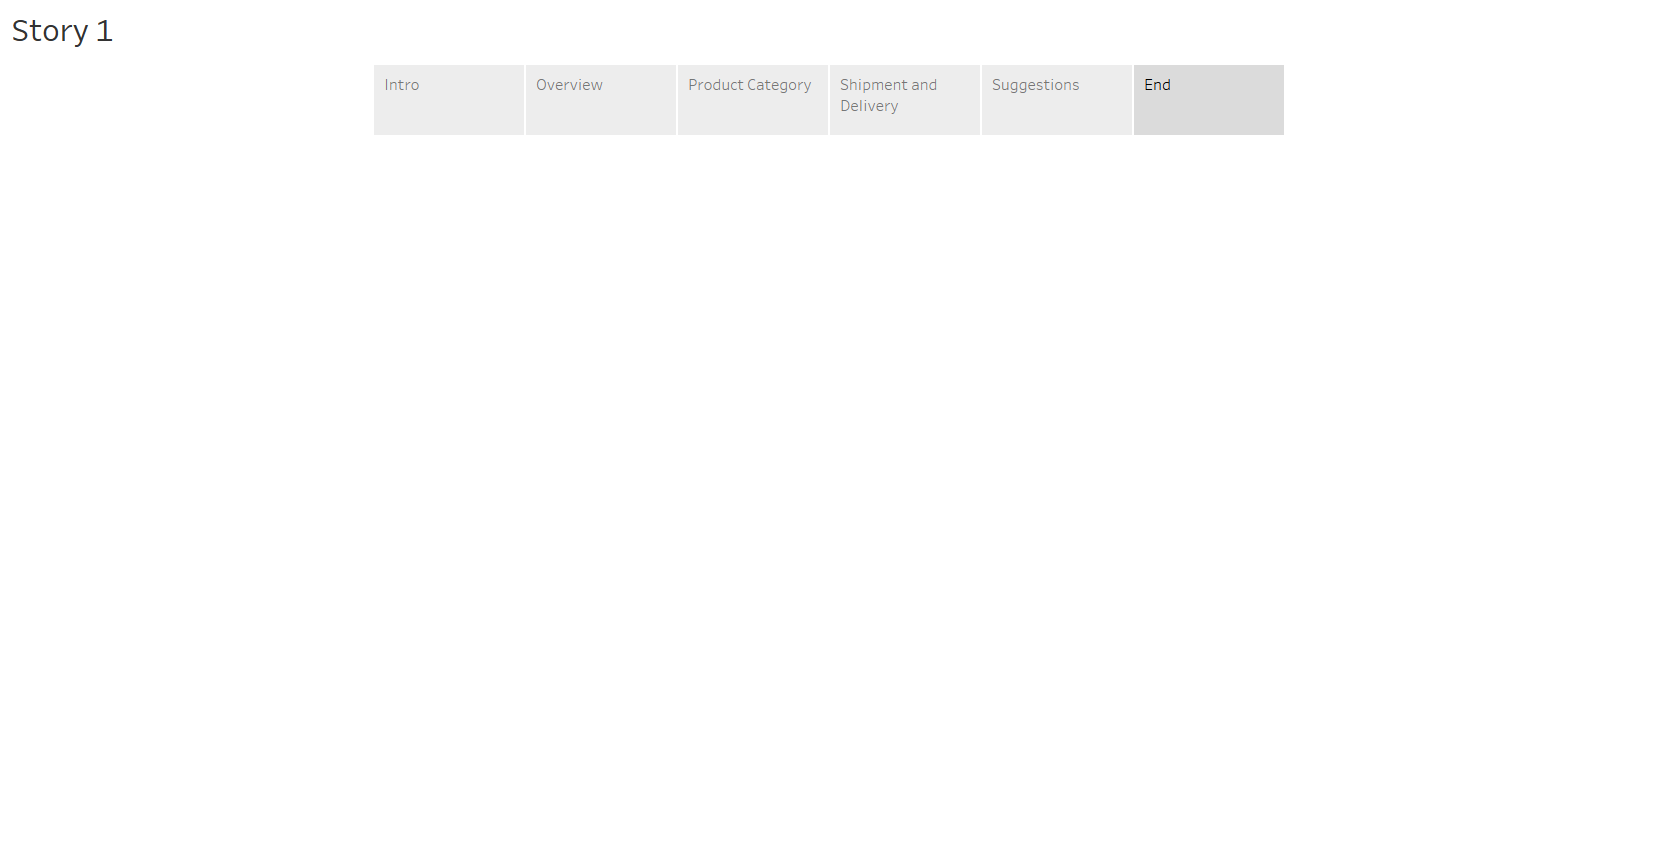 Story 1
Intro
Overview
Product Category
Shipment and
Delivery
Suggestions
End